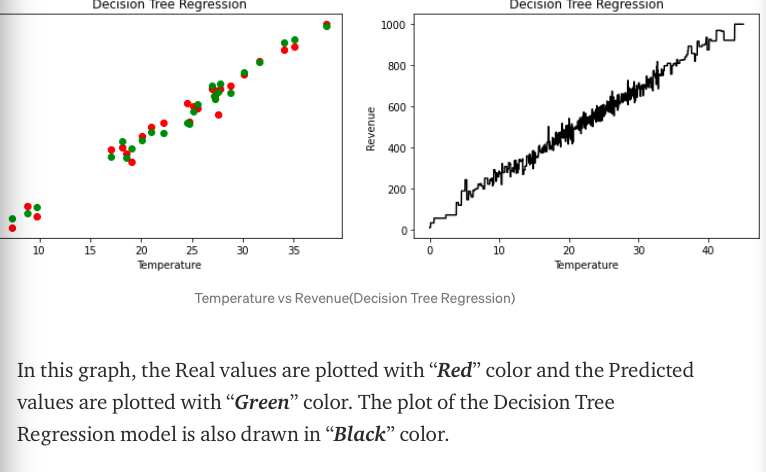 Decision Tree Regression
10 15 20 25 30 35
Temperature
Decision Tree Regression
1000
800
600
400
200
0
Revenue
0 10 20 30 40
Temperature
Temperature vs Revenue(Decision Tree Regression)
In this graph, the Real values are plotted with “Red” color and the Predicted
values are plotted with “Green” color. The plot of the Decision Tree
Regression model is also drawn in “Black” color.